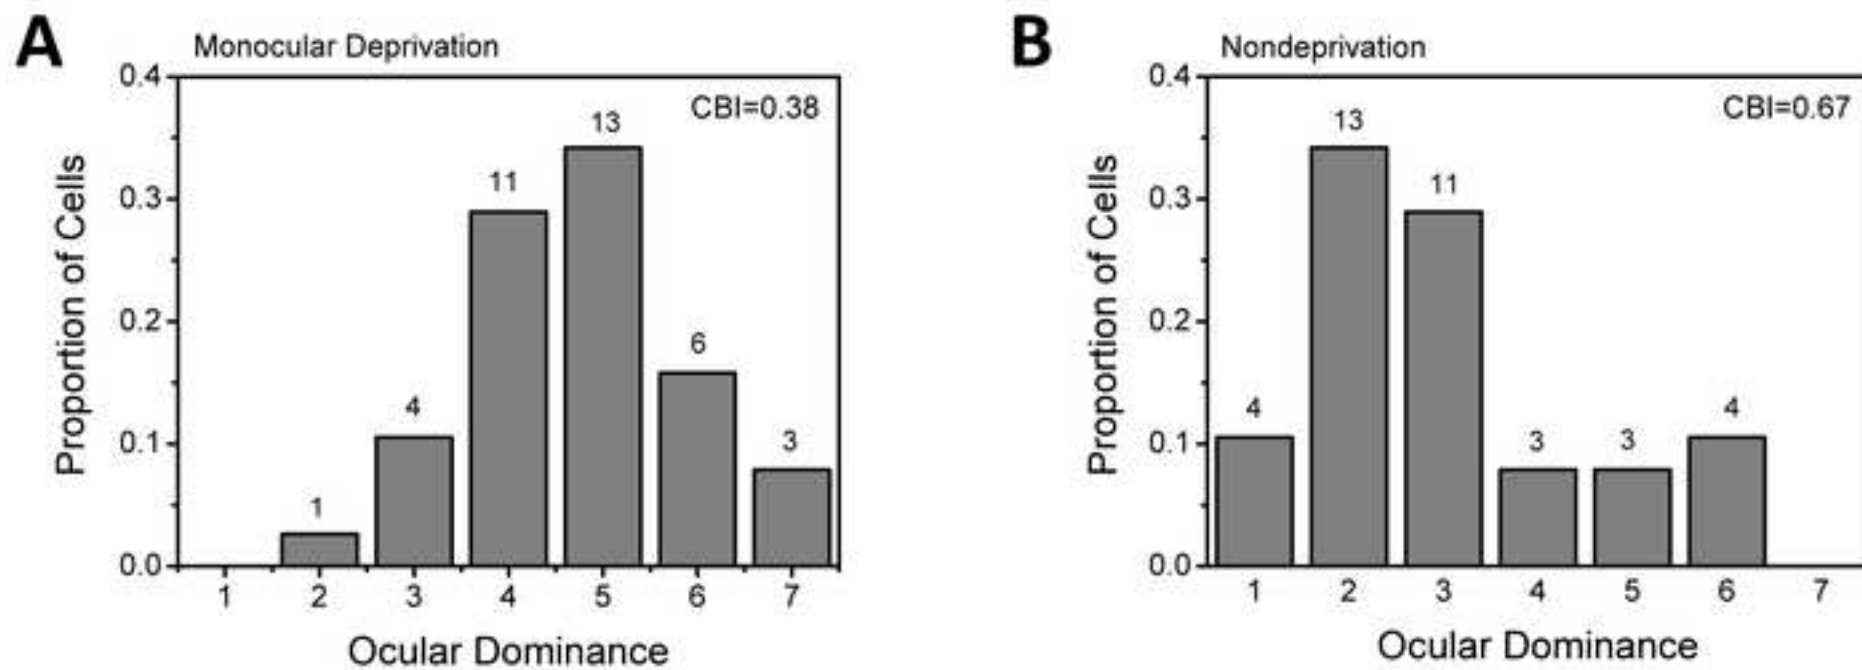 A
Monocular Deprivation
CBI=0.38
0.4
0.3
0.2
0.1
0.0
Proportion of Cells
1
4
11
13
6
3
1 2 3 4 5 6 7
Ocular Dominance
B
Nondeprivation
CBI=0.67
0.4
0.3
0.2
0.1
0.0
Proportion of Cells
4
13
11
3
3
4
1 2 3 4 5 6 7
Ocular Dominance